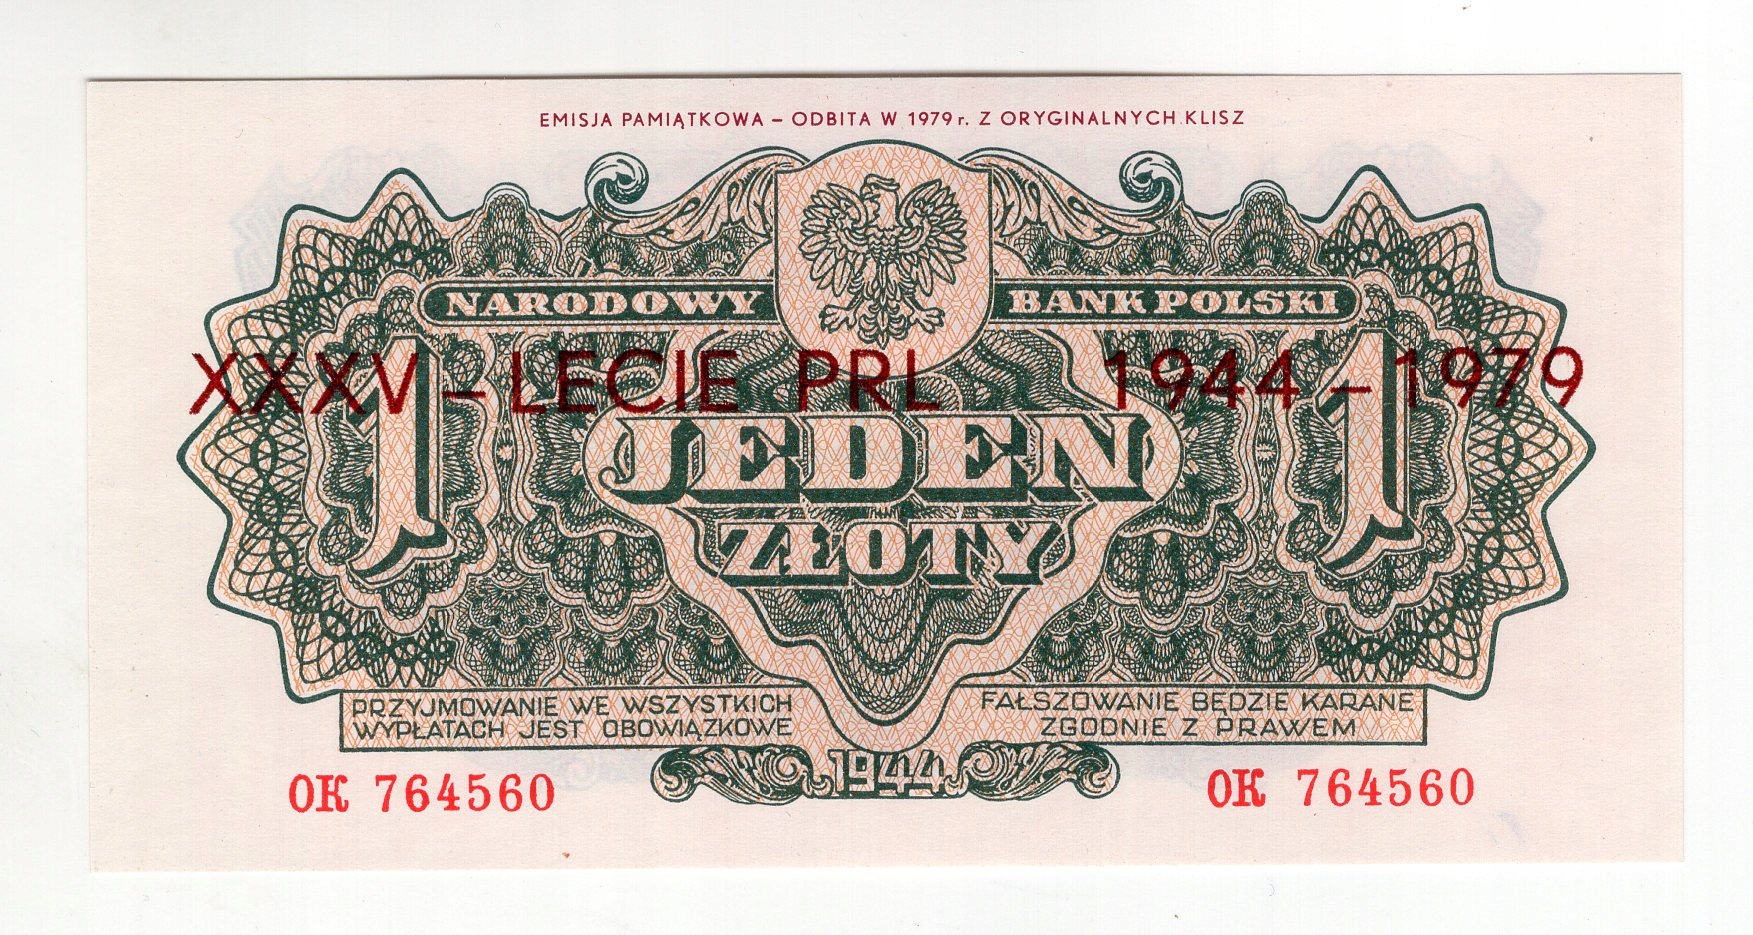 EMISJA PAMIĄTKOWA – ODBITA W 1979 r. Z ORYGINALNYCH KLISZ
NARODOWY BANK POLSKI
XXXV – LECIE PRL 1944 – 1979
1 1
JEDEN
ZŁOTY
PRZYJMOWANIE WE WSZYSTKICH
WYPŁATACH JEST OBOWIĄZKOWE
FAŁSZOWANIE BĘDZIE KARANE
ZGODNIE Z PRAWEM
1944
OK 764560
OK 764560